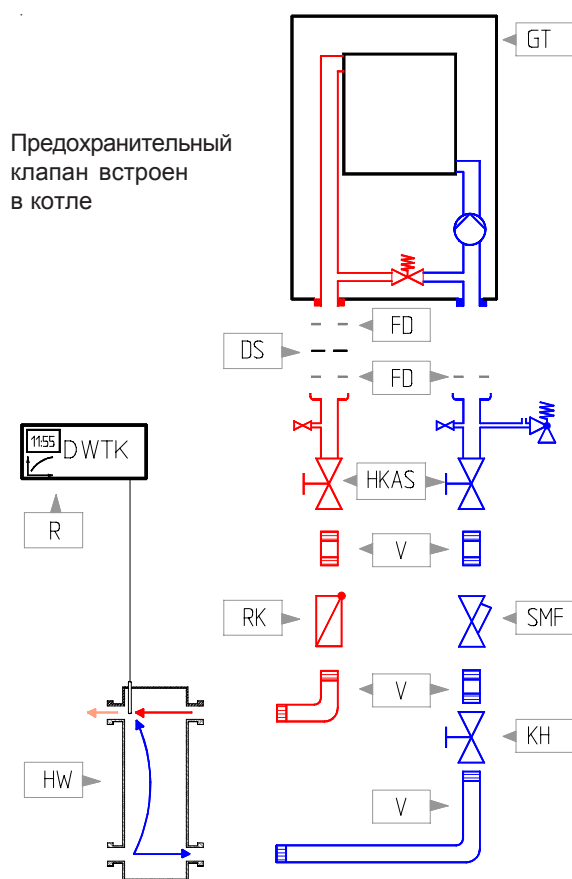 GT
Предохранительный
клапан встроен
в котле
FD
DS
FD
11:55 DWTK
HKAS
R
V
RK
SMF
V
KH
HW
V